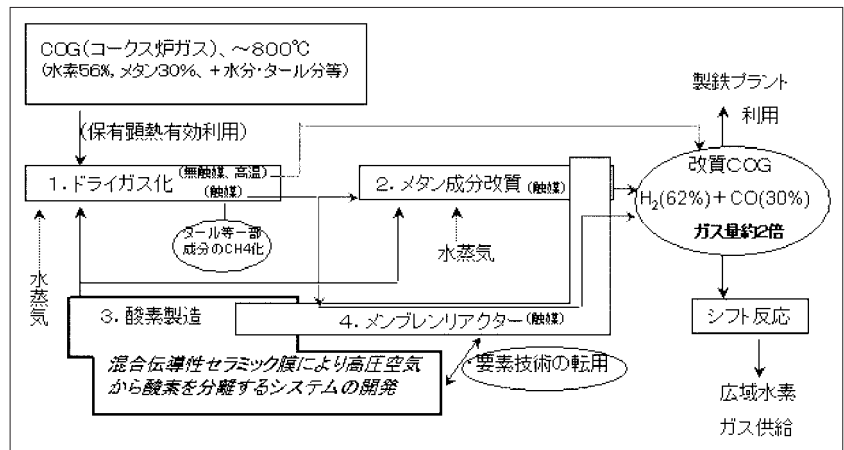 COG(コークス炉ガス)、～800℃
(水素56%, メタン30%、+水分・タール分等)
(保有顕熱有効利用)
製鉄プラント
利用
1. ドライガス化
(無触媒、高温)
(触媒)
2. メタン成分改質 (触媒)
改質COG
H2(62%)+CO(30%)
ガス量約2倍
タール等一部
成分のCH4化
水蒸気
水蒸気
3. 酸素製造
4. メンブレンリアクター(触媒)
シフト反応
混合伝導性セラミック膜により高圧空気
から酸素を分離するシステムの開発
・要素技術の転用
広域水素
ガス供給